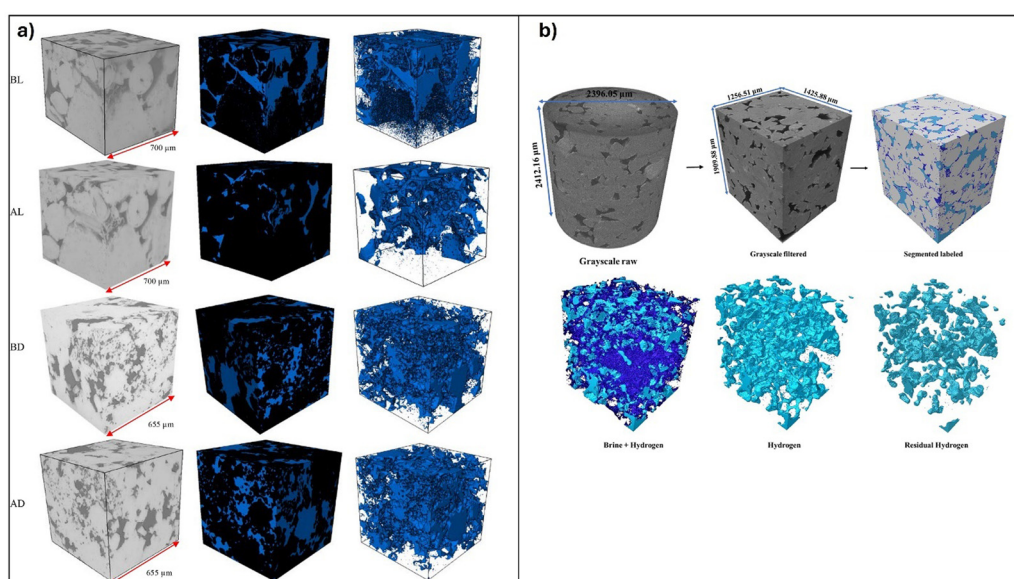 a)
BL
700 µm
AL
700 µm
BD
655 µm
AD
655 µm
b)
2396.05 µm
2412.16 µm
Grayscale raw
1256.51 µm
1425.88 µm
1909.88 µm
Grayscale filtered
Segmented labeled
Brine + Hydrogen
Hydrogen
Residual Hydrogen